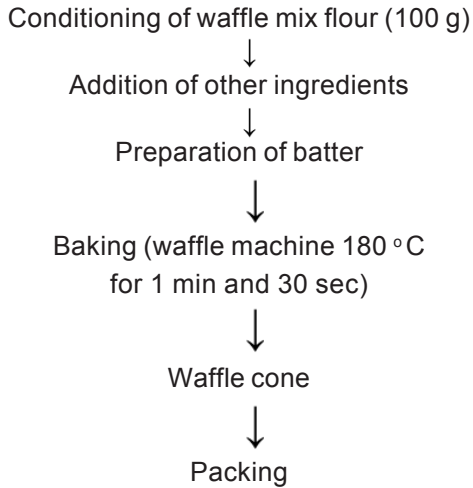 Conditioning of waffle mix flour (100 g)
↓
Addition of other ingredients
↓
Preparation of batter
↓
Baking (waffle machine 180 °C
for 1 min and 30 sec)
↓
Waffle cone
↓
Packing